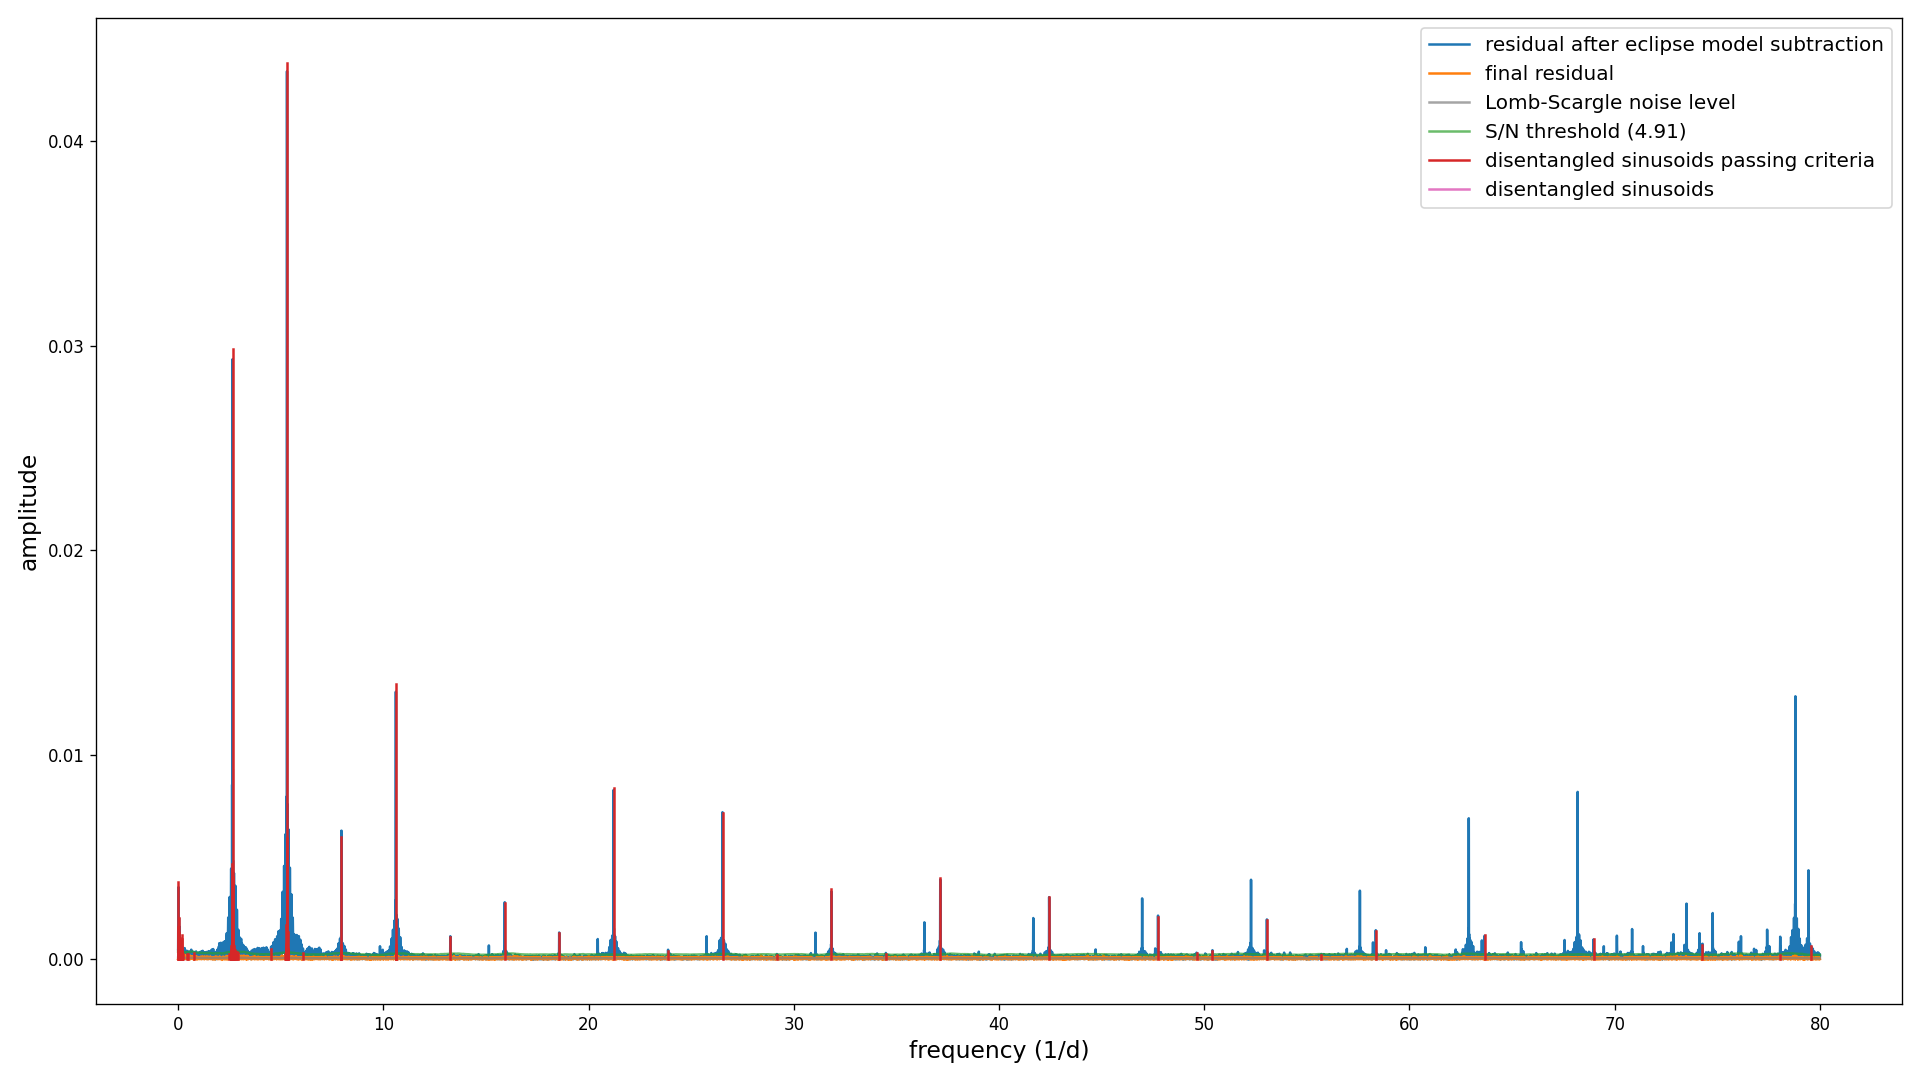 residual after eclipse model subtraction
final residual
Lomb-Scargle noise level
S/N threshold (4.91)
disentangled sinusoids passing criteria
disentangled sinusoids
0.04
0.03
0.02
0.01
0.00
amplitude
0 10 20 30 40 50 60 70 80
frequency (1/d)